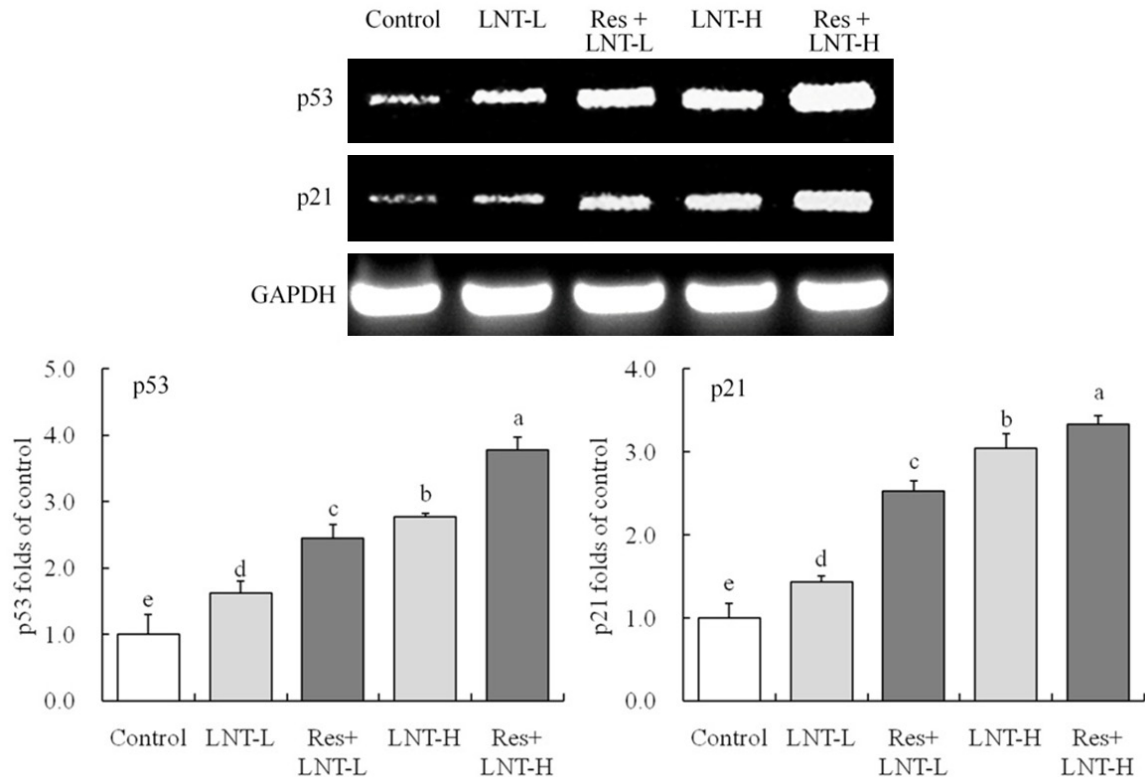 Control LNT-L Res + LNT-H Res +
LNT-L LNT-H
p53
p21
GAPDH
p53
5.0
4.0
3.0
2.0
1.0
0.0
p53 folds of control
e d c b a
Control LNT-L Res+ LNT-H Res+
LNT-L LNT-H
p21
4.0
3.0
2.0
1.0
0.0
p21 folds of control
e d c b a
Control LNT-L Res+ LNT-H Res+
LNT-L LNT-H